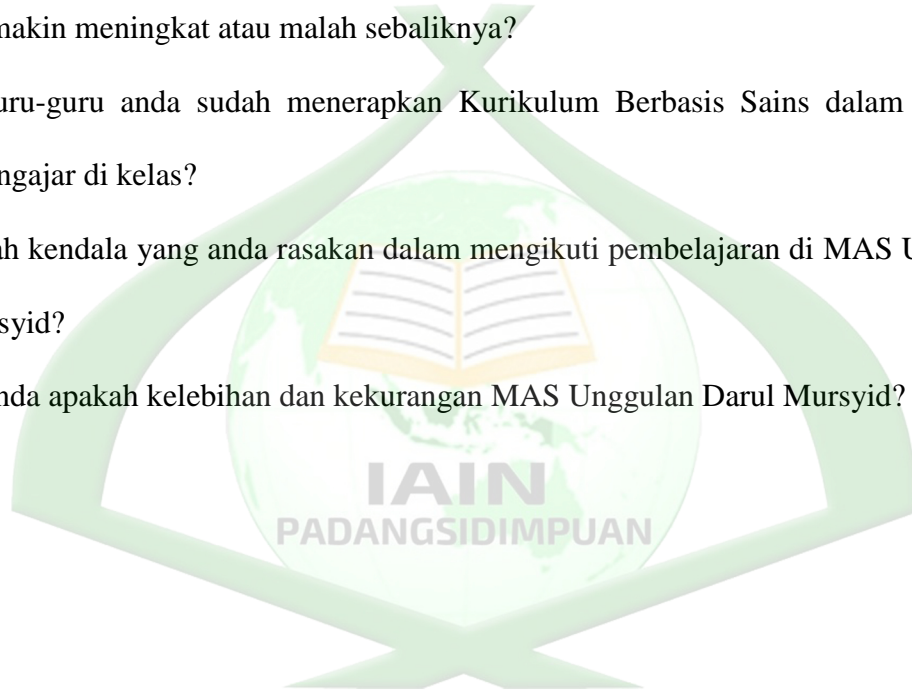 makin meningkat atau malah sebaliknya?
uru-guru anda sudah menerapkan Kurikulum Berbasis Sains dalam
ngajar di kelas?
ah kendala yang anda rasakan dalam mengikuti pembelajaran di MAS U
syid?
nda apakah kelebihan dan kekurangan MAS Unggulan Darul Mursyid?
IAIN
PADANGSIDIMPUAN